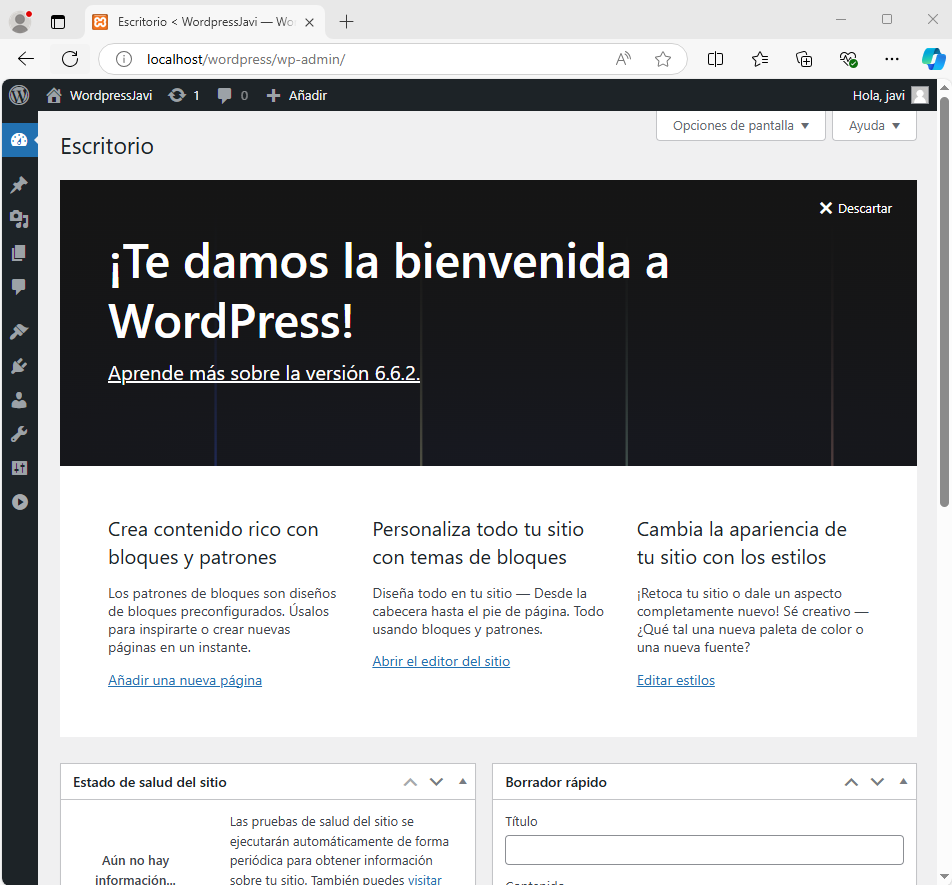 Escritorio < WordpressJavi — Wo
localhost/wordpress/wp-admin/
WordpressJavi 1 0 Añadir Hola, javi
Opciones de pantalla Ayuda
Escritorio
Descartar
¡Te damos la bienvenida a
WordPress!
Aprende más sobre la versión 6.6.2.
Crea contenido rico con
bloques y patrones
Los patrones de bloques son diseños
de bloques preconfigurados. Úsalos
para inspirarte o crear nuevas
páginas en un instante.
Añadir una nueva página
Personaliza todo tu sitio
con temas de bloques
Diseña todo en tu sitio — Desde la
cabecera hasta el pie de página. Todo
usando bloques y patrones.
Abrir el editor del sitio
Cambia la apariencia de
tu sitio con los estilos
¡Retoca tu sitio o dale un aspecto
completamente nuevo! Sé creativo —
¿Qué tal una nueva paleta de color o
una nueva fuente?
Editar estilos
Estado de salud del sitio
Aún no hay
información...
Las pruebas de salud del sitio se
ejecutarán automáticamente de forma
periódica para obtener información
sobre tu sitio. También puedes visitar
Borrador rápido
Título
Contenido